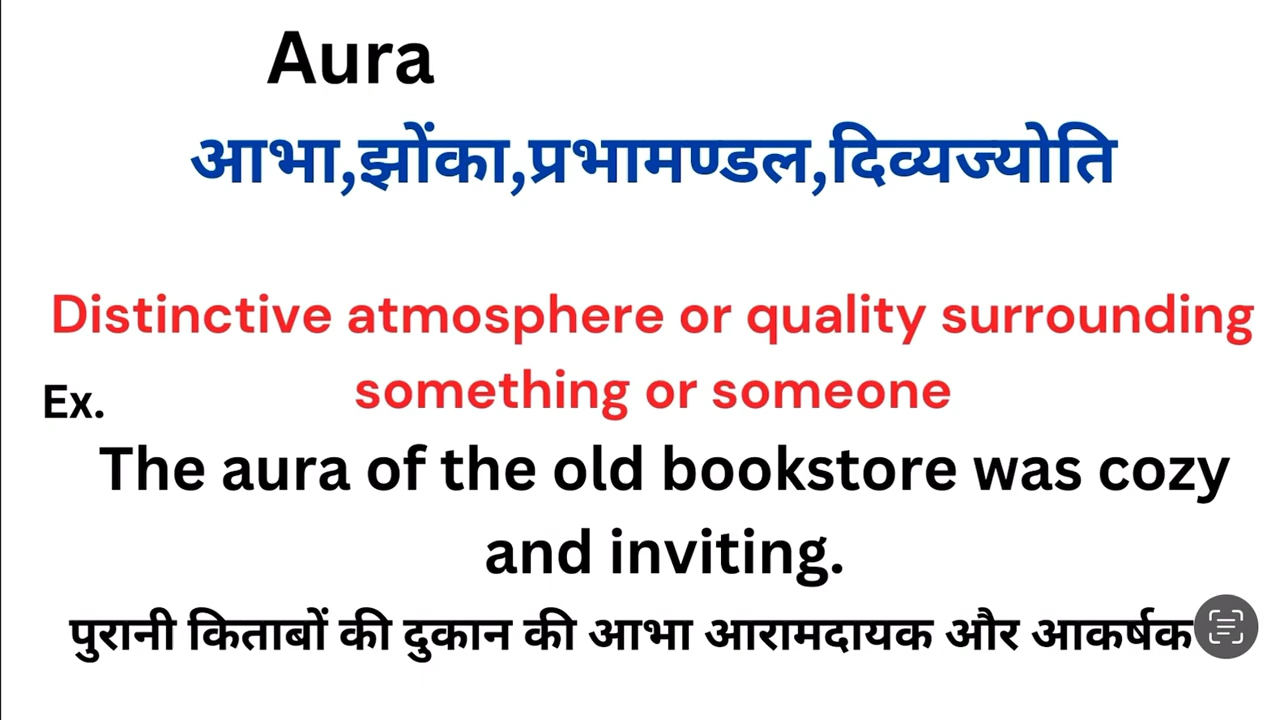 Aura
आभा,झोंका,प्रभामण्डल,दिव्यज्योति
Distinctive atmosphere or quality surrounding
something or someone
Ex.
The aura of the old bookstore was cozy
and inviting.
पुरानी किताबों की दुकान की आभा आरामदायक और आकर्षक